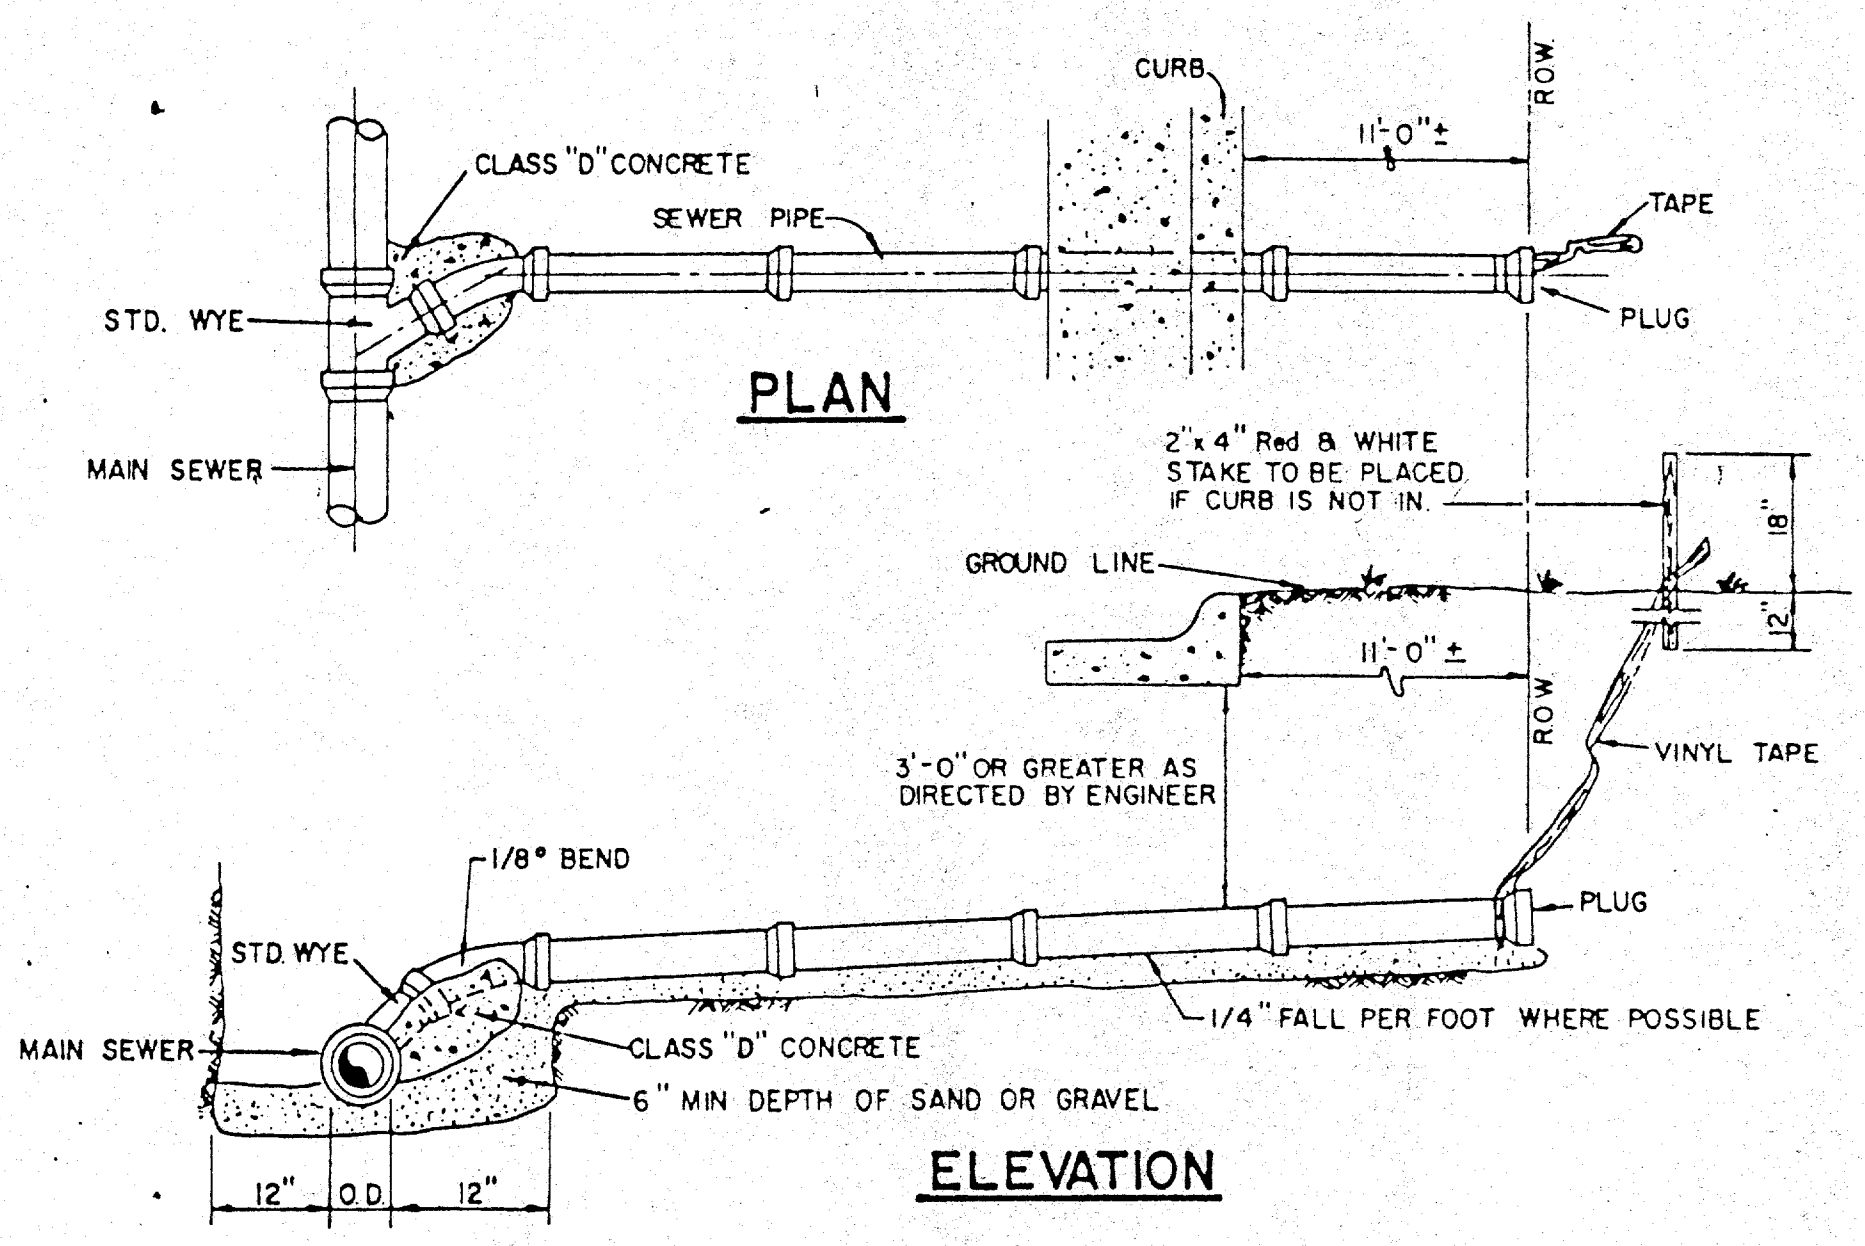 CURB
R.O.W.
11'-0" ±
CLASS "D" CONCRETE
SEWER PIPE
TAPE
STD. WYE
PLUG
PLAN
MAIN SEWER
2" x 4" Red & WHITE
STAKE TO BE PLACED
IF CURB IS NOT IN.
18"
GROUND LINE
12"
11'-0" ±
R.O.W
VINYL TAPE
3'-0" OR GREATER AS
DIRECTED BY ENGINEER
1/8° BEND
PLUG
STD. WYE
1/4" FALL PER FOOT WHERE POSSIBLE
MAIN SEWER
CLASS "D" CONCRETE
6" MIN DEPTH OF SAND OR GRAVEL
ELEVATION
12" O.D. 12"